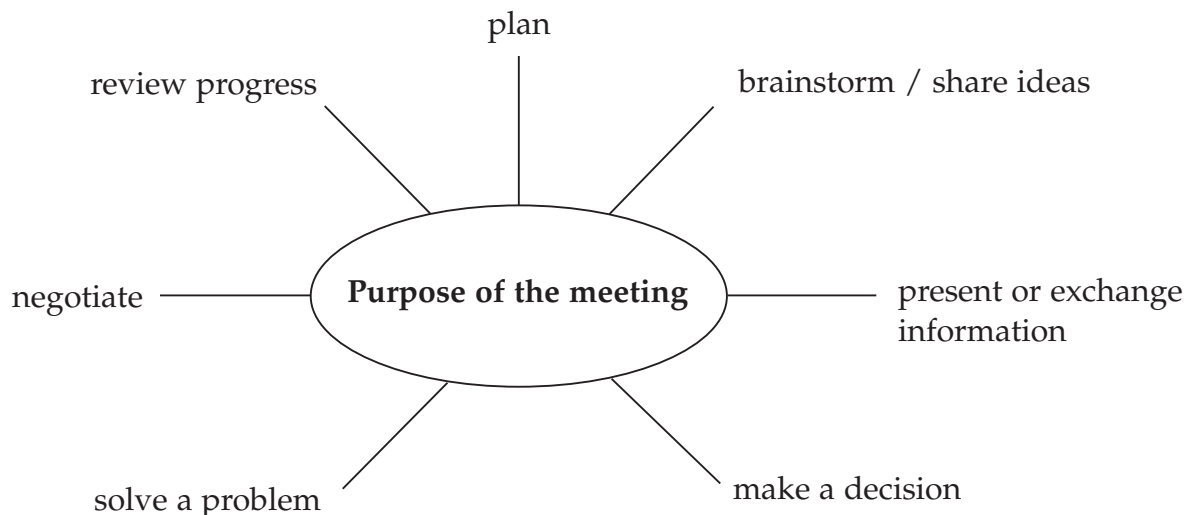 plan
review progress
brainstorm / share ideas
negotiate
Purpose of the meeting
present or exchange
information
solve a problem
make a decision